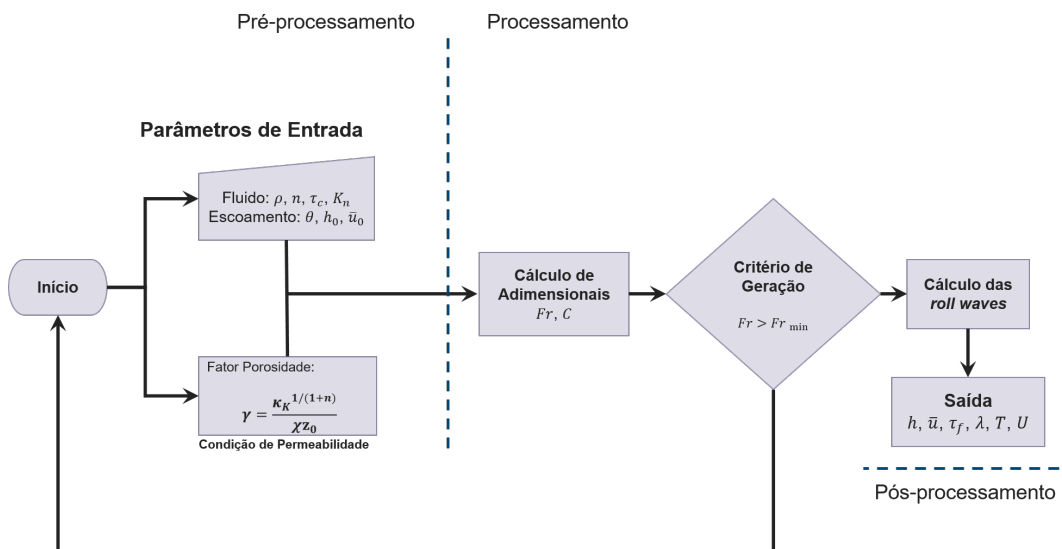 Pré-processamento
Processamento
Parâmetros de Entrada
Fluido: ρ, n, τ_c, K_n
Escoamento: θ, h_0, ū_0
Início
Fator Porosidade:
γ = κ_K^{1/(1+n)} / χz_0
Condição de Permeabilidade
Cálculo de
Adimensionais
Fr, C
Critério de
Geração
Fr > Fr_min
Cálculo das
roll waves
Saída
h, ū, τ_f, λ, T, U
Pós-processamento